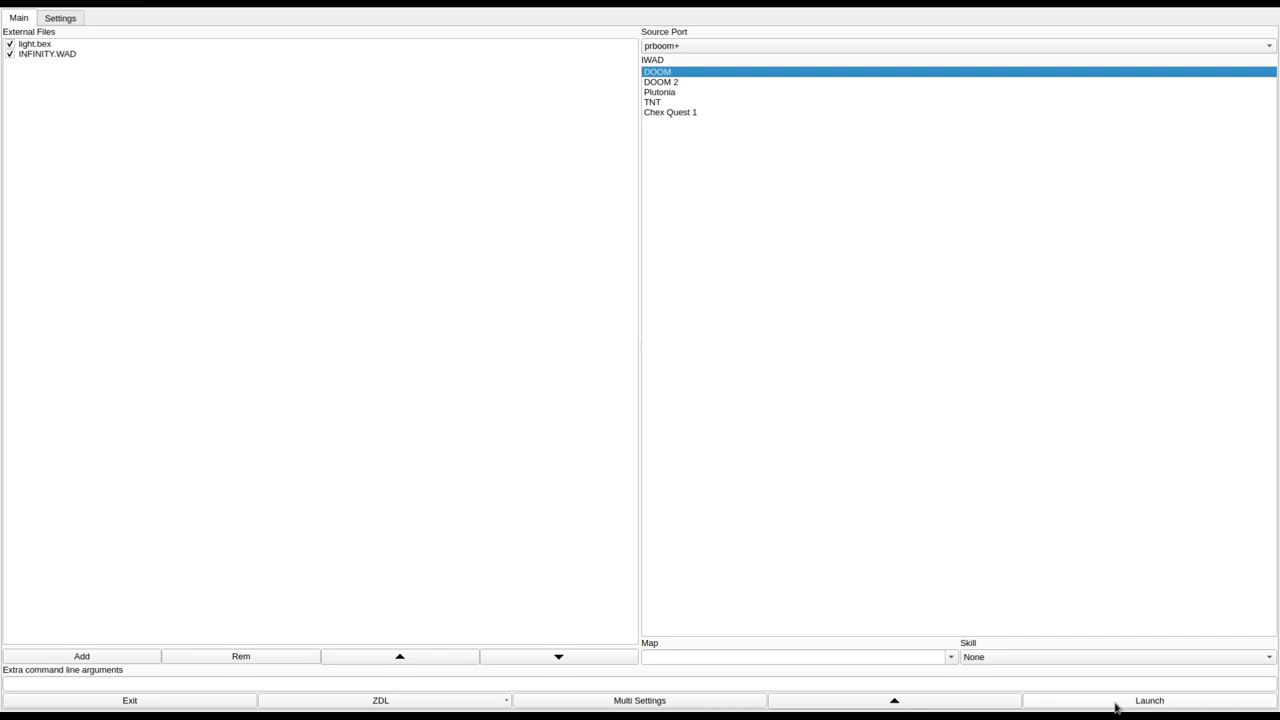 Main Settings
External Files
light.bex
INFINITY.WAD
Source Port
prboom+
IWAD
DOOM
DOOM 2
Plutonia
TNT
Chex Quest 1
Map Skill
None
Add Rem
Extra command line arguments
Exit ZDL Multi Settings Launch